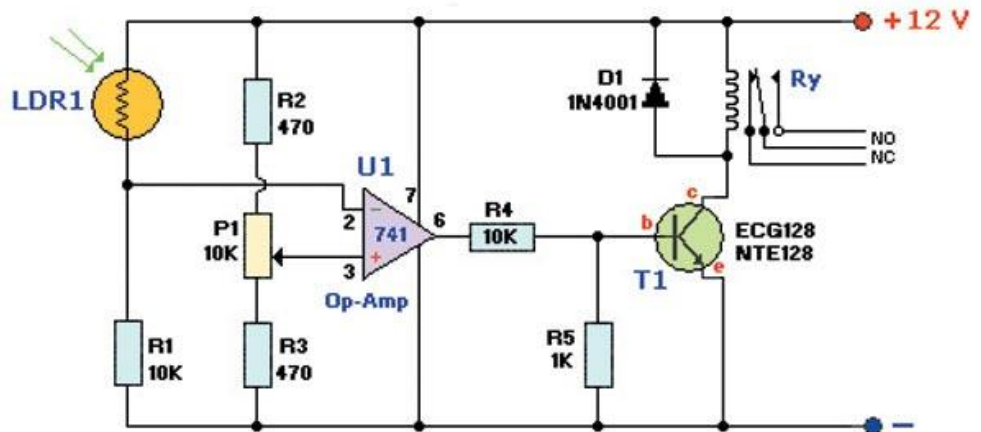 +12 V
LDR1
R2
470
D1
1N4001
Ry
NO
NC
U1
7
2
−
6
741
P1
10K
+
3
Op-Amp
R4
10K
b
c
e
ECG128
NTE128
T1
R1
10K
R3
470
R5
1K
−